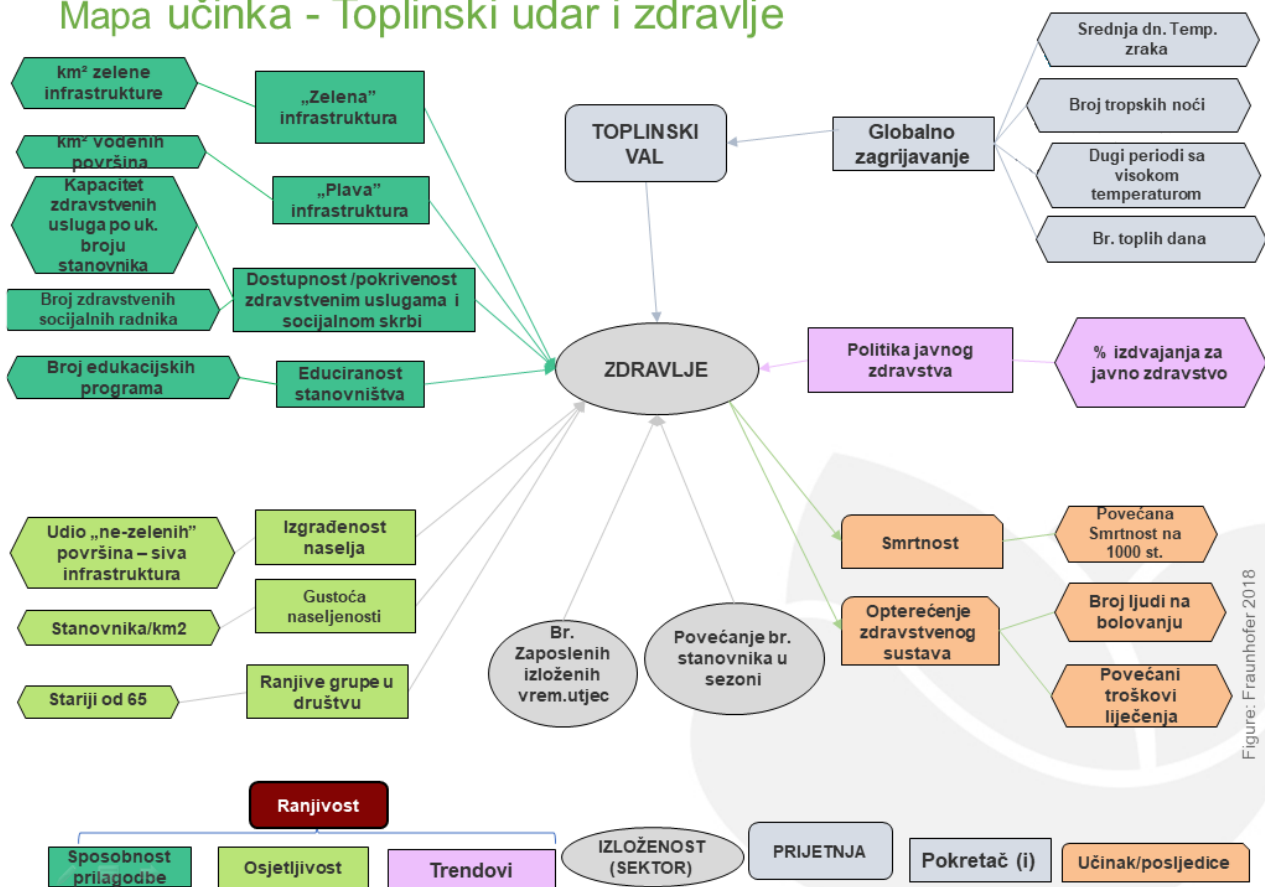 Mapa učinka - Toplinski udar i zdravlje
km² zelene
infrastrukture
„Zelena”
infrastruktura
km² vodenih
površina
„Plava”
infrastruktura
Kapacitet
zdravstvenih
usluga po uk.
broju
stanovnika
Broj zdravstvenih
socijalnih radnika
Dostupnost /pokrivenost
zdravstvenim uslugama i
socijalnom skrbi
Broj edukacijskih
programa
Educiranost
stanovništva
TOPLINSKI
VAL
Globalno
zagrijavanje
Srednja dn. Temp.
zraka
Broj tropskih noći
Dugi periodi sa
visokom
temperaturom
Br. toplih dana
ZDRAVLJE
Politika javnog
zdravstva
% izdvajanja za
javno zdravstvo
Udio „ne-zelenih”
površina – siva
infrastruktura
Izgrađenost
naselja
Stanovnika/km2
Gustoća
naseljenosti
Stariji od 65
Ranjive grupe u
društvu
Br.
Zaposlenih
izloženih
vrem.utjec
Povećanje br.
stanovnika u
sezoni
Smrtnost
Povećana
Smrtnost na
1000 st.
Opterećenje
zdravstvenog
sustava
Broj ljudi na
bolovanju
Povećani
troškovi
liječenja
Figure: Fraunhofer 2018
Ranjivost
Sposobnost
prilagodbe
Osjetljivost
Trendovi
IZLOŽENOST
(SEKTOR)
PRIJETNJA
Pokretač (i)
Učinak/posljedice